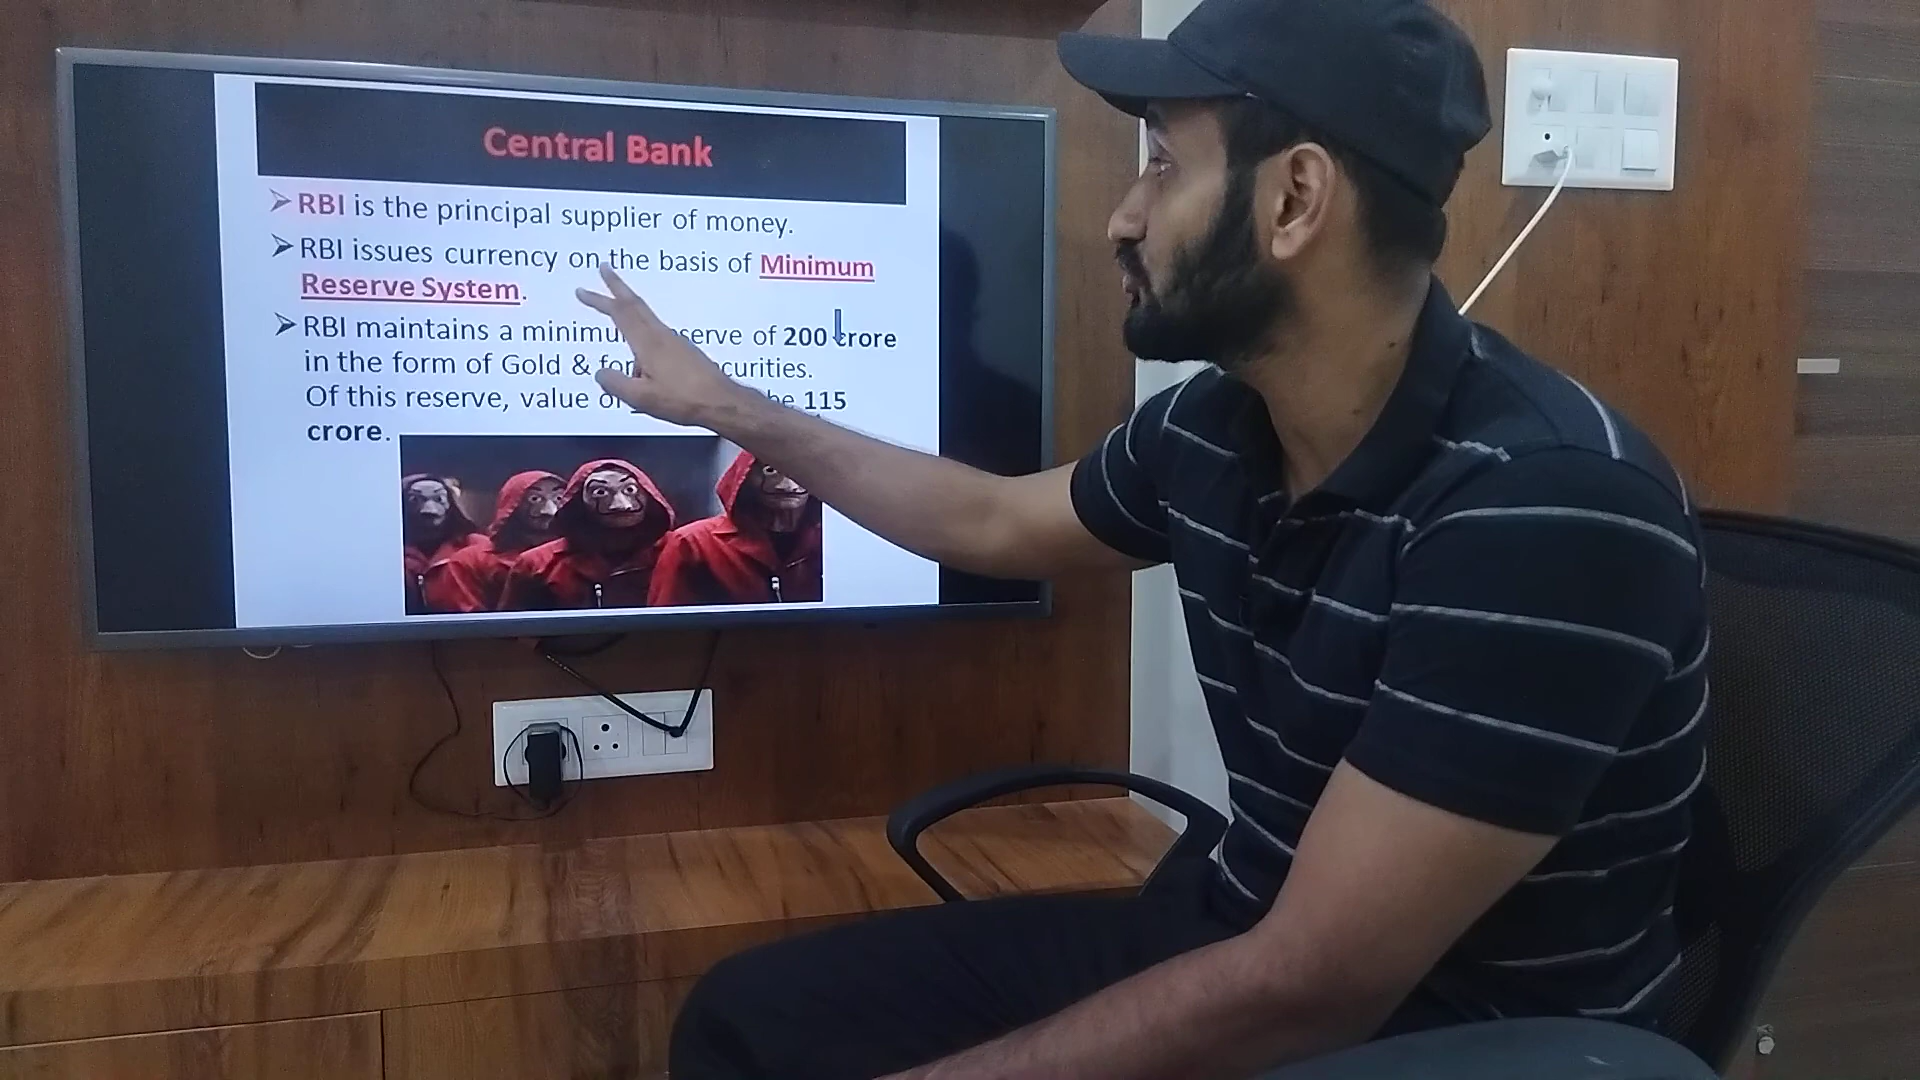 Central Bank
RBI is the principal supplier of money.
RBI issues currency on the basis of Minimum
Reserve System.
RBI maintains a minimu serve of 200 crore
in the form of Gold & for curities.
Of this reserve, value of be 115
crore.